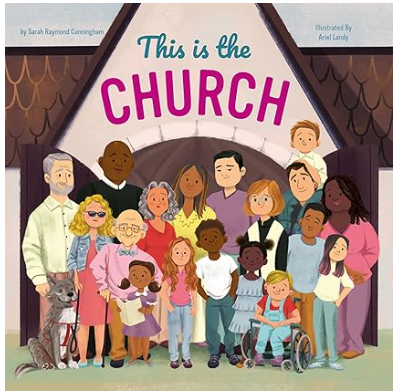 by Sarah Raymond Cunningham
Illustrated By
Ariel Landy
This is the
CHURCH